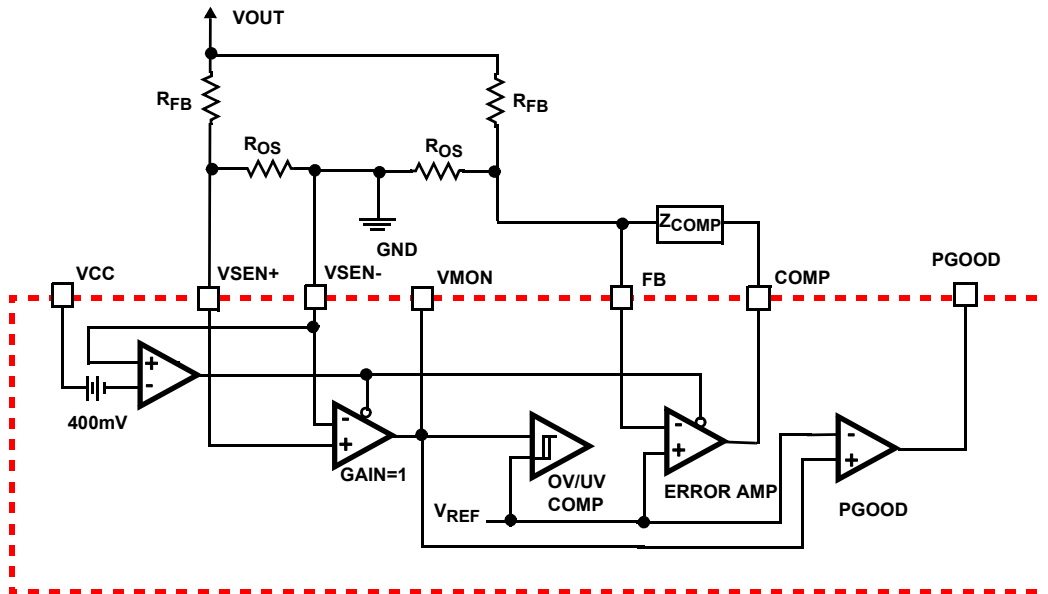 VOUT
RFB
RFB
ROS
ROS
GND
ZCOMP
VCC
VSEN+
VSEN-
VMON
FB
COMP
PGOOD
+
-
400mV
-
+
GAIN=1
OV/UV
COMP
-
+
ERROR AMP
-
+
PGOOD
VREF